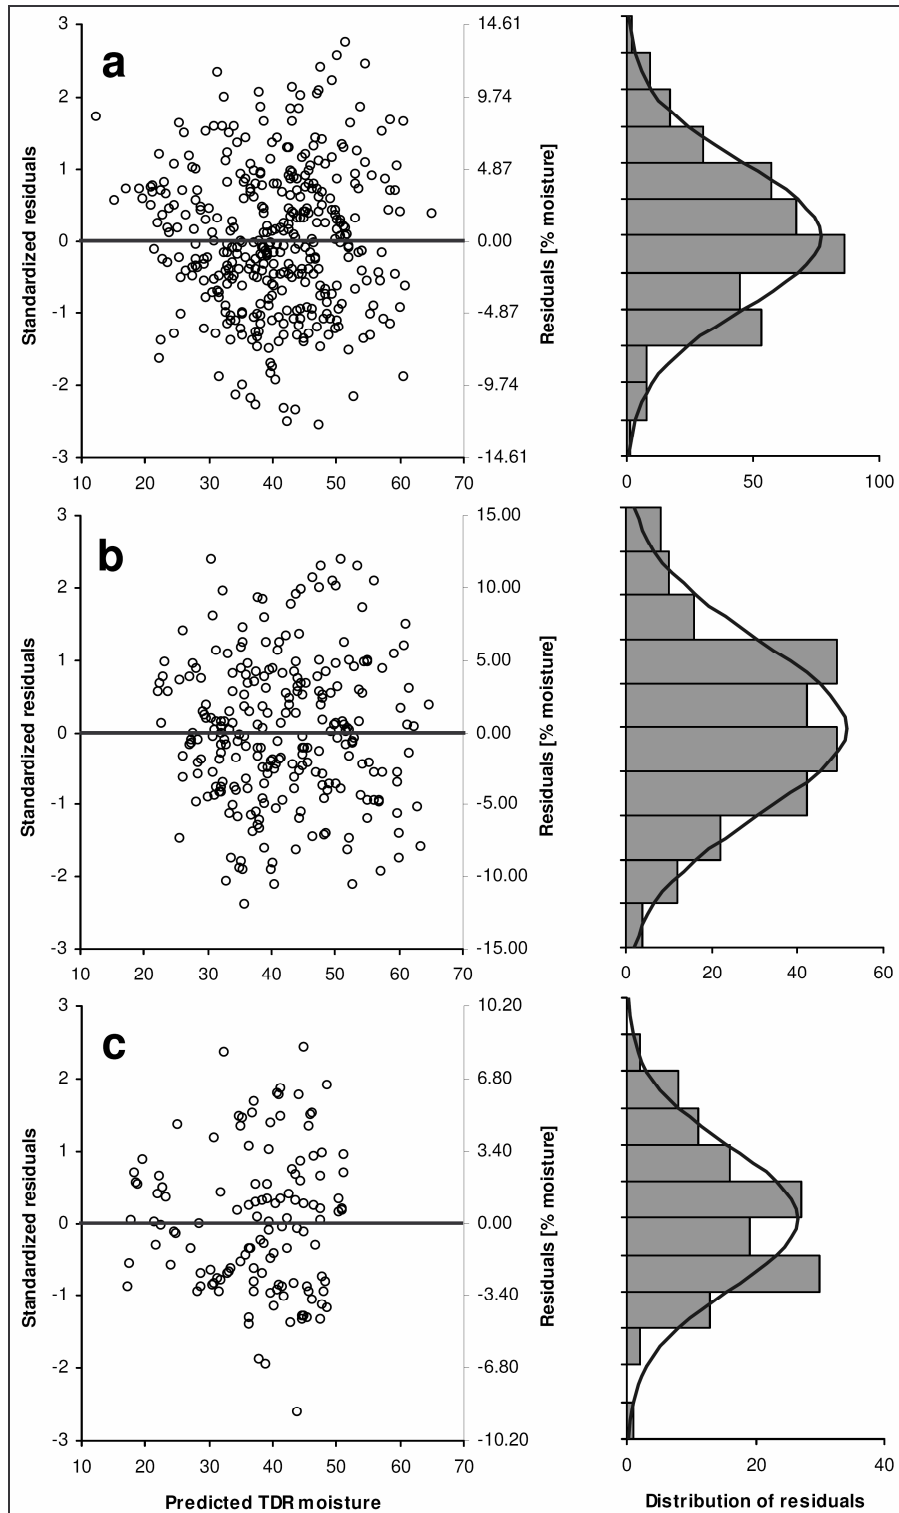 a
Standardized residuals
3
2
1
0
-1
-2
-3
10 20 30 40 50 60 70
14.61
9.74
4.87
0.00
-4.87
-9.74
-14.61
Residuals [% moisture]
0 50 100
b
Standardized residuals
3
2
1
0
-1
-2
-3
10 20 30 40 50 60 70
15.00
10.00
5.00
0.00
-5.00
-10.00
-15.00
Residuals [% moisture]
0 20 40 60
c
Standardized residuals
3
2
1
0
-1
-2
-3
10 20 30 40 50 60 70
10.20
6.80
3.40
0.00
-3.40
-6.80
-10.20
Residuals [% moisture]
0 20 40
Predicted TDR moisture
Distribution of residuals